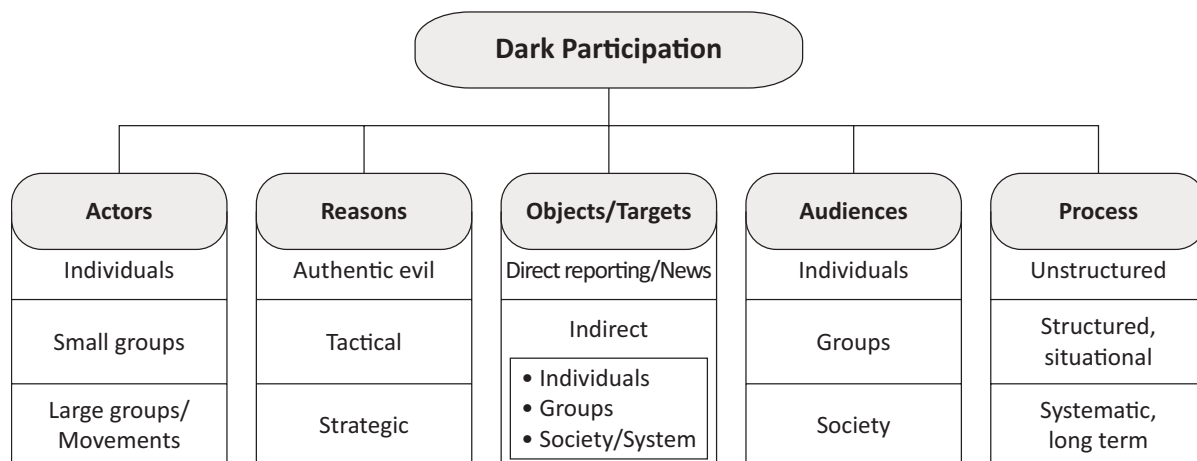 Dark Participation
Actors
Individuals
Small groups
Large groups/
Movements
Reasons
Authentic evil
Tactical
Strategic
Objects/Targets
Direct reporting/News
Indirect
• Individuals
• Groups
• Society/System
Audiences
Individuals
Groups
Society
Process
Unstructured
Structured,
situational
Systematic,
long term